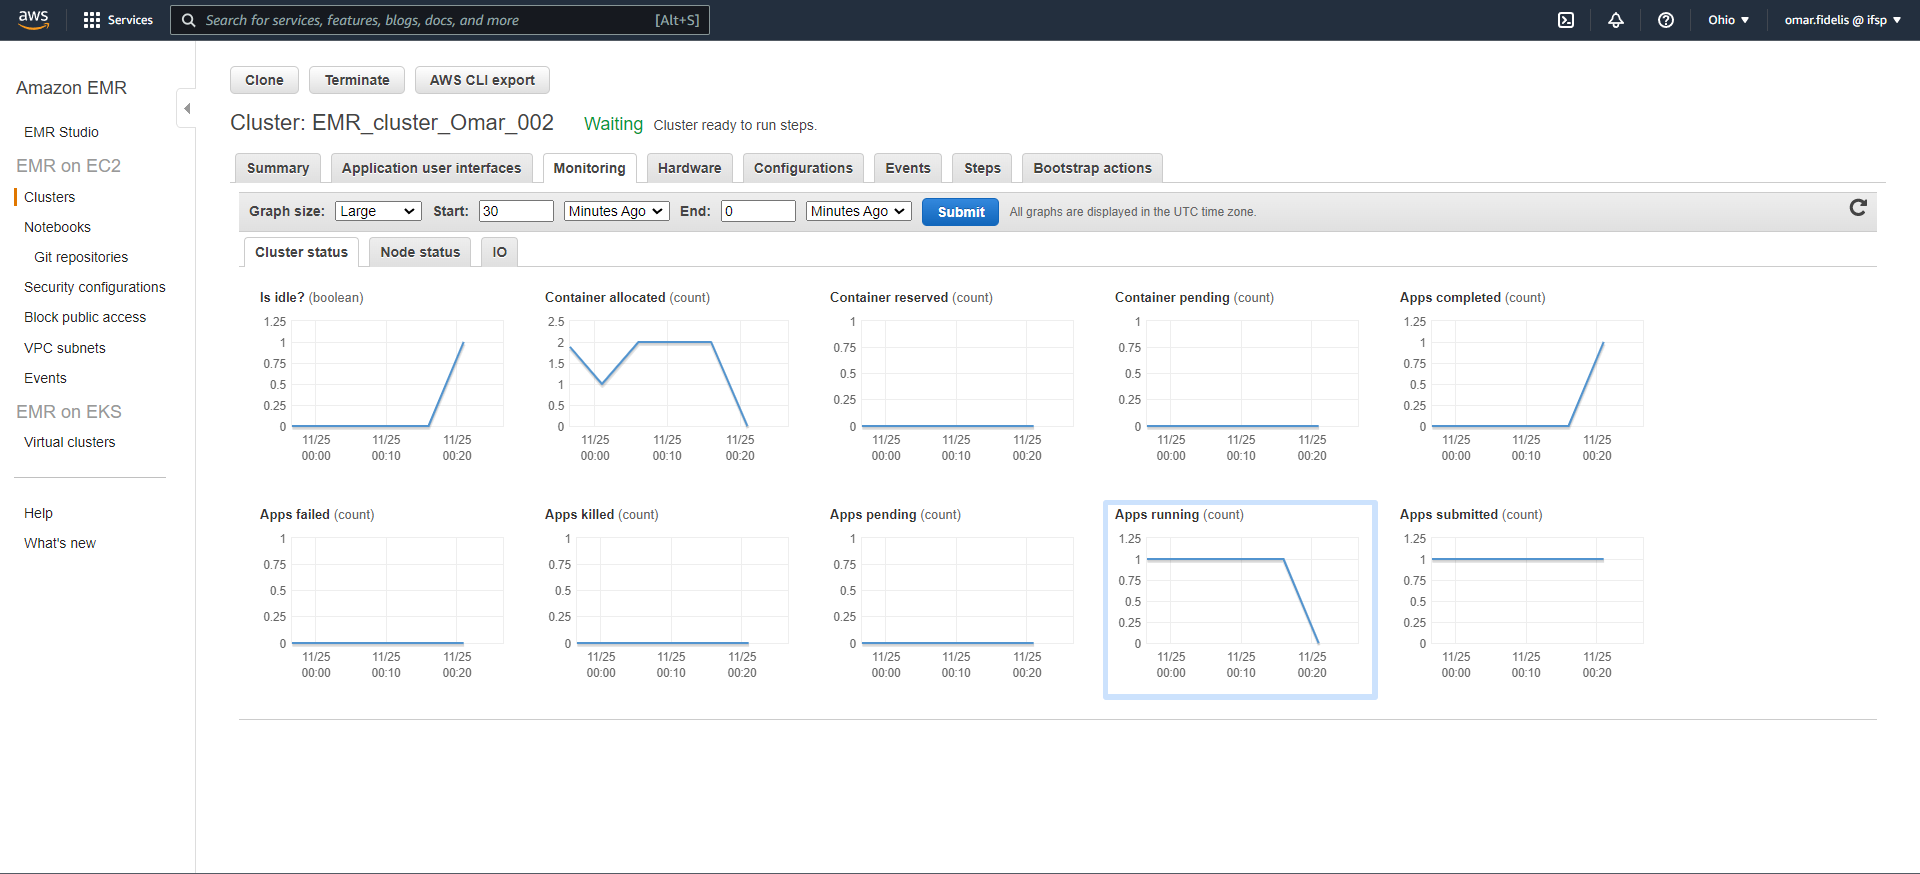 aws Services Search for services, features, blogs, docs, and more [Alt+S] Ohio ▼ omar.fidelis @ ifsp ▼
Amazon EMR
EMR Studio
EMR on EC2
Clusters
Notebooks
Git repositories
Security configurations
Block public access
VPC subnets
Events
EMR on EKS
Virtual clusters
Help
What's new
Clone Terminate AWS CLI export
Cluster: EMR_cluster_Omar_002 Waiting Cluster ready to run steps.
Summary Application user interfaces Monitoring Hardware Configurations Events Steps Bootstrap actions
Graph size: Large Start: 30 Minutes Ago End: 0 Minutes Ago Submit All graphs are displayed in the UTC time zone.
Cluster status Node status IO
Is idle? (boolean)
1.25
1
0.75
0.5
0.25
0
11/25 11/25 11/25
00:00 00:10 00:20
Container allocated (count)
2.5
2
1.5
1
0.5
0
11/25 11/25 11/25
00:00 00:10 00:20
Container reserved (count)
1
0.75
0.5
0.25
0
11/25 11/25 11/25
00:00 00:10 00:20
Container pending (count)
1
0.75
0.5
0.25
0
11/25 11/25 11/25
00:00 00:10 00:20
Apps completed (count)
1.25
1
0.75
0.5
0.25
0
11/25 11/25 11/25
00:00 00:10 00:20
Apps failed (count)
1
0.75
0.5
0.25
0
11/25 11/25 11/25
00:00 00:10 00:20
Apps killed (count)
1
0.75
0.5
0.25
0
11/25 11/25 11/25
00:00 00:10 00:20
Apps pending (count)
1
0.75
0.5
0.25
0
11/25 11/25 11/25
00:00 00:10 00:20
Apps running (count)
1.25
1
0.75
0.5
0.25
0
11/25 11/25 11/25
00:00 00:10 00:20
Apps submitted (count)
1.25
1
0.75
0.5
0.25
0
11/25 11/25 11/25
00:00 00:10 00:20